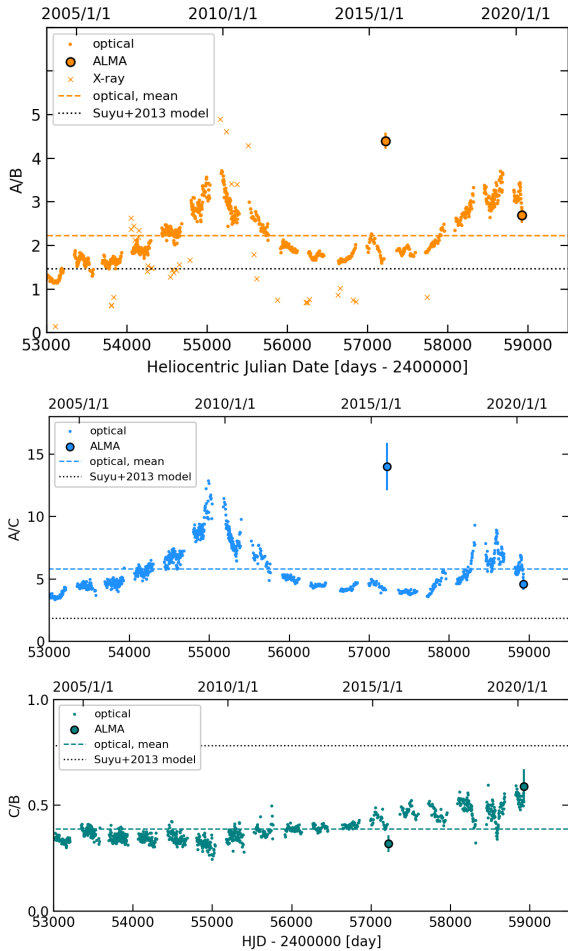 2005/1/1 2010/1/1 2015/1/1 2020/1/1
optical
ALMA
X-ray
optical, mean
Suyu+2013 model
A/B
5
4
3
2
1
0
53000 54000 55000 56000 57000 58000 59000
Heliocentric Julian Date [days - 2400000]
2005/1/1 2010/1/1 2015/1/1 2020/1/1
optical
ALMA
optical, mean
Suyu+2013 model
A/C
15
10
5
0
53000 54000 55000 56000 57000 58000 59000
2005/1/1 2010/1/1 2015/1/1 2020/1/1
optical
ALMA
optical, mean
Suyu+2013 model
C/B
1.0
0.5
0.0
53000 54000 55000 56000 57000 58000 59000
HJD - 2400000 [day]